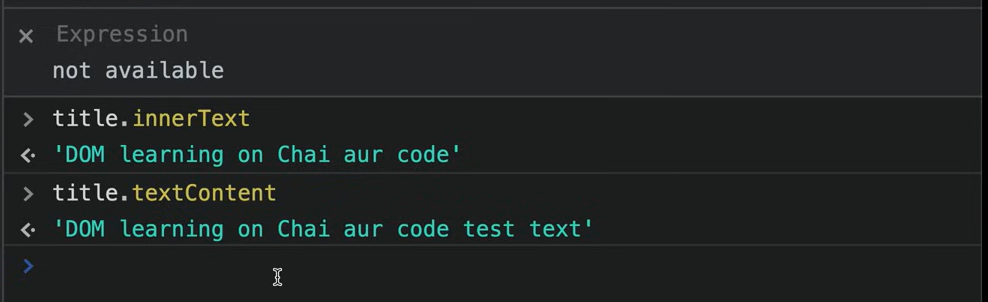 Expression
not available
title.innerText
'DOM learning on Chai aur code'
title.textContent
'DOM learning on Chai aur code test text'